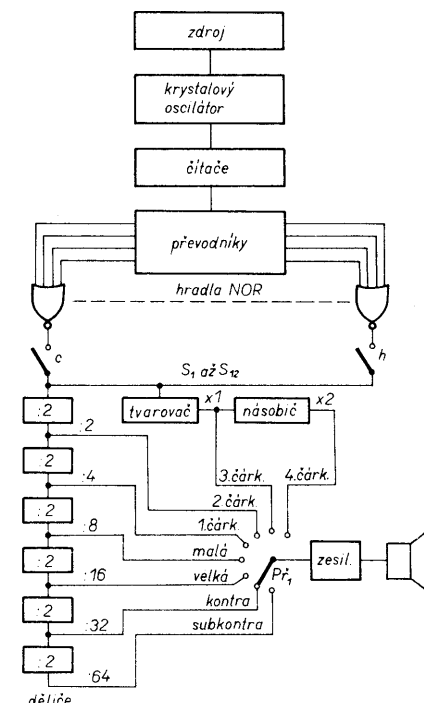 zdroj
krystalový
oscilátor
čítače
převodníky
hradla NOR
c
h
S₁ až S₁₂
:2
:2
tvarovač
x1
násobič
x2
:2
3.čárk.
4.čárk.
2.čárk.
:4
1.čárk.
:2
:8
malá
:2
:16
velká
Př₁
zesil.
:2
kontra
:32
subkontra
:2
:64
děliče